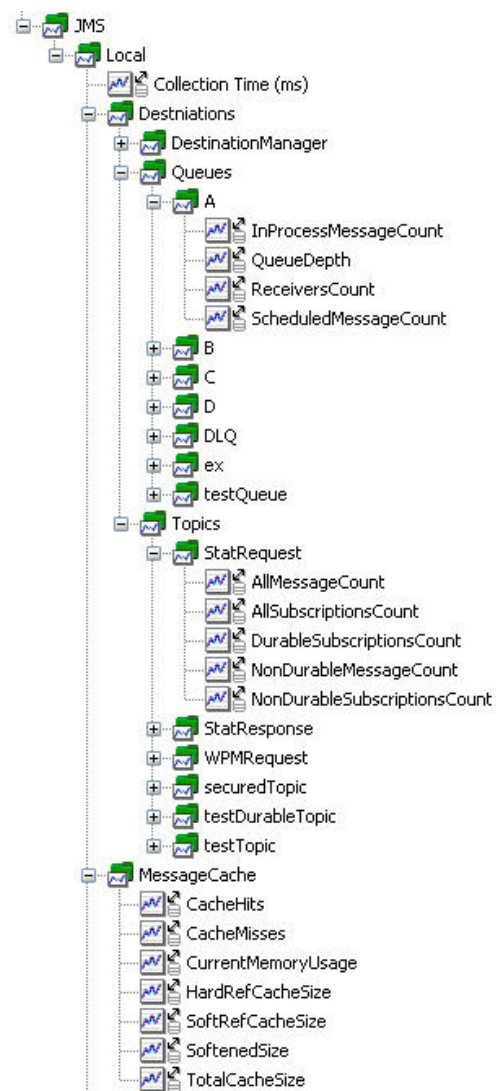 JMS
Local
Collection Time (ms)
Destniations
DestinationManager
Queues
A
InProcessMessageCount
QueueDepth
ReceiversCount
ScheduledMessageCount
B
C
D
DLQ
ex
testQueue
Topics
StatRequest
AllMessageCount
AllSubscriptionsCount
DurableSubscriptionsCount
NonDurableMessageCount
NonDurableSubscriptionsCount
StatResponse
WPMRequest
securedTopic
testDurableTopic
testTopic
MessageCache
CacheHits
CacheMisses
CurrentMemoryUsage
HardRefCacheSize
SoftRefCacheSize
SoftenedSize
TotalCacheSize